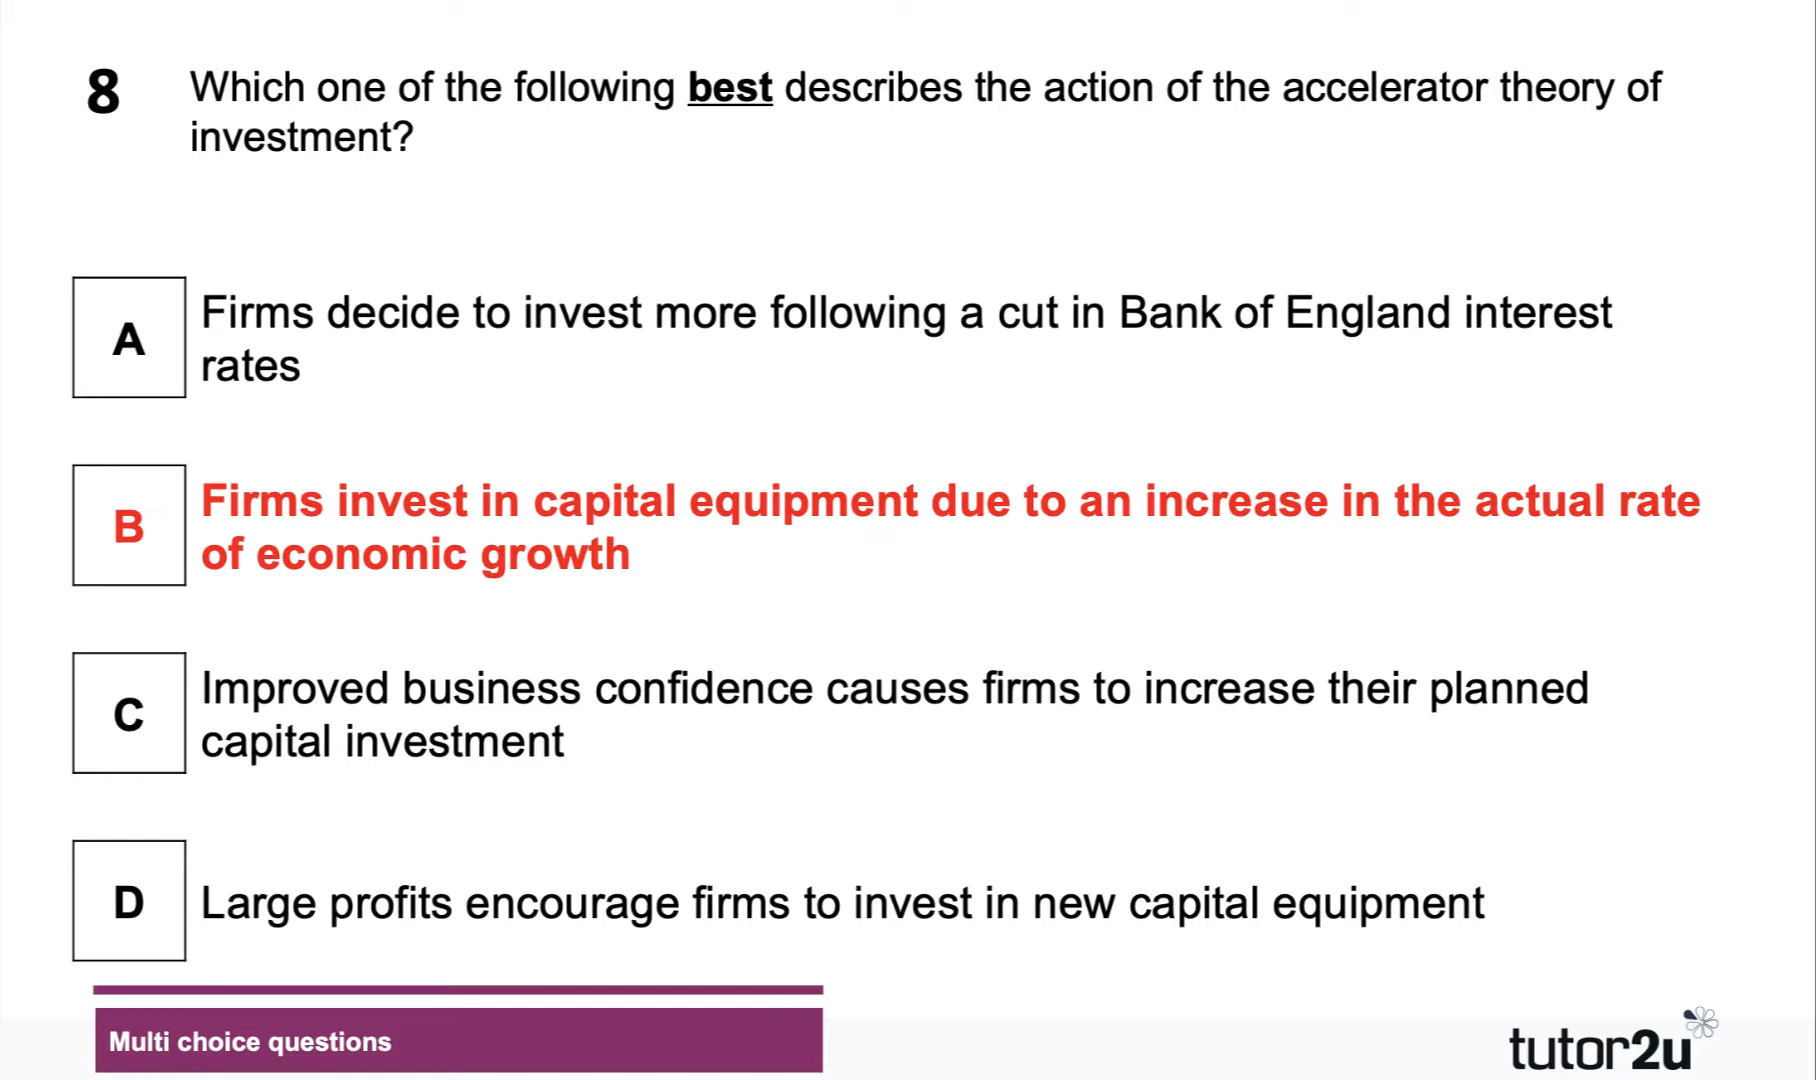 8
Which one of the following best describes the action of the accelerator theory of
investment?
A
Firms decide to invest more following a cut in Bank of England interest
rates
B
Firms invest in capital equipment due to an increase in the actual rate
of economic growth
C
Improved business confidence causes firms to increase their planned
capital investment
D
Large profits encourage firms to invest in new capital equipment
Multi choice questions
tutor2u